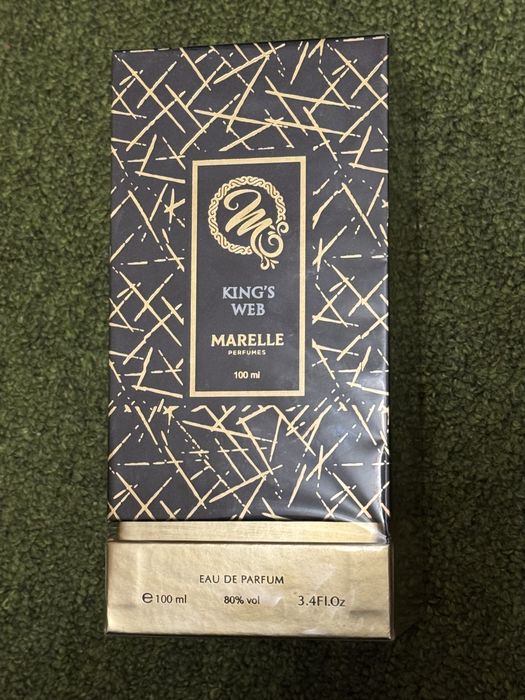 M
KING'S
WEB
MARELLE
PERFUMES
100 ml
EAU DE PARFUM
℮ 100 ml 80% vol 3.4Fl.Oz